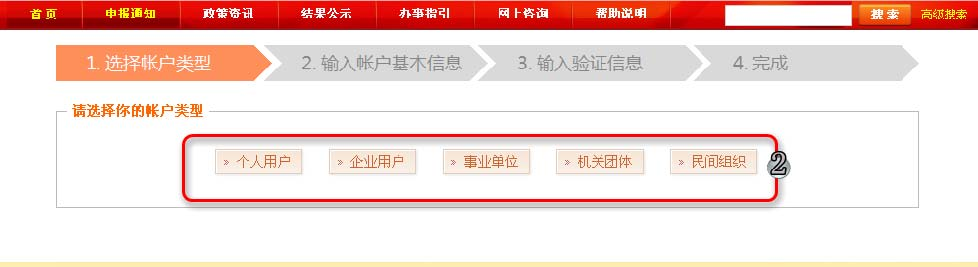 首页 申报通知 政策资讯 结果公示 办事指引 网上咨询 帮助说明 搜索 高级搜索
1. 选择帐户类型 2. 输入帐户基本信息 3. 输入验证信息 4. 完成
请选择你的帐户类型
» 个人用户 » 企业用户 » 事业单位 » 机关团体 » 民间组织 2